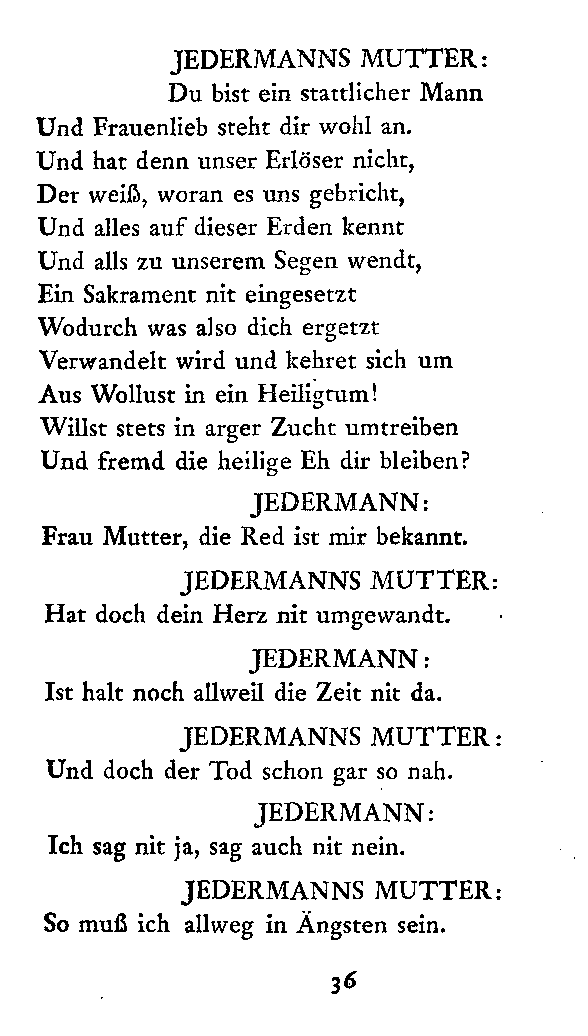 JEDERMANNS MUTTER:
Du bist ein stattlicher Mann
Und Frauenlieb steht dir wohl an.
Und hat denn unser Erlöser nicht,
Der weiß, woran es uns gebricht,
Und alles auf dieser Erden kennt
Und alls zu unserem Segen wendt,
Ein Sakrament nit eingesetzt
Wodurch was also dich ergetzt
Verwandelt wird und kehret sich um
Aus Wollust in ein Heiligtum!
Willst stets in arger Zucht umtreiben
Und fremd die heilige Eh dir bleiben?
JEDERMANN:
Frau Mutter, die Red ist mir bekannt.
JEDERMANNS MUTTER:
Hat doch dein Herz nit umgewandt.
JEDERMANN:
Ist halt noch allweil die Zeit nit da.
JEDERMANNS MUTTER:
Und doch der Tod schon gar so nah.
JEDERMANN:
Ich sag nit ja, sag auch nit nein.
JEDERMANNS MUTTER:
So muß ich allweg in Ängsten sein.
36